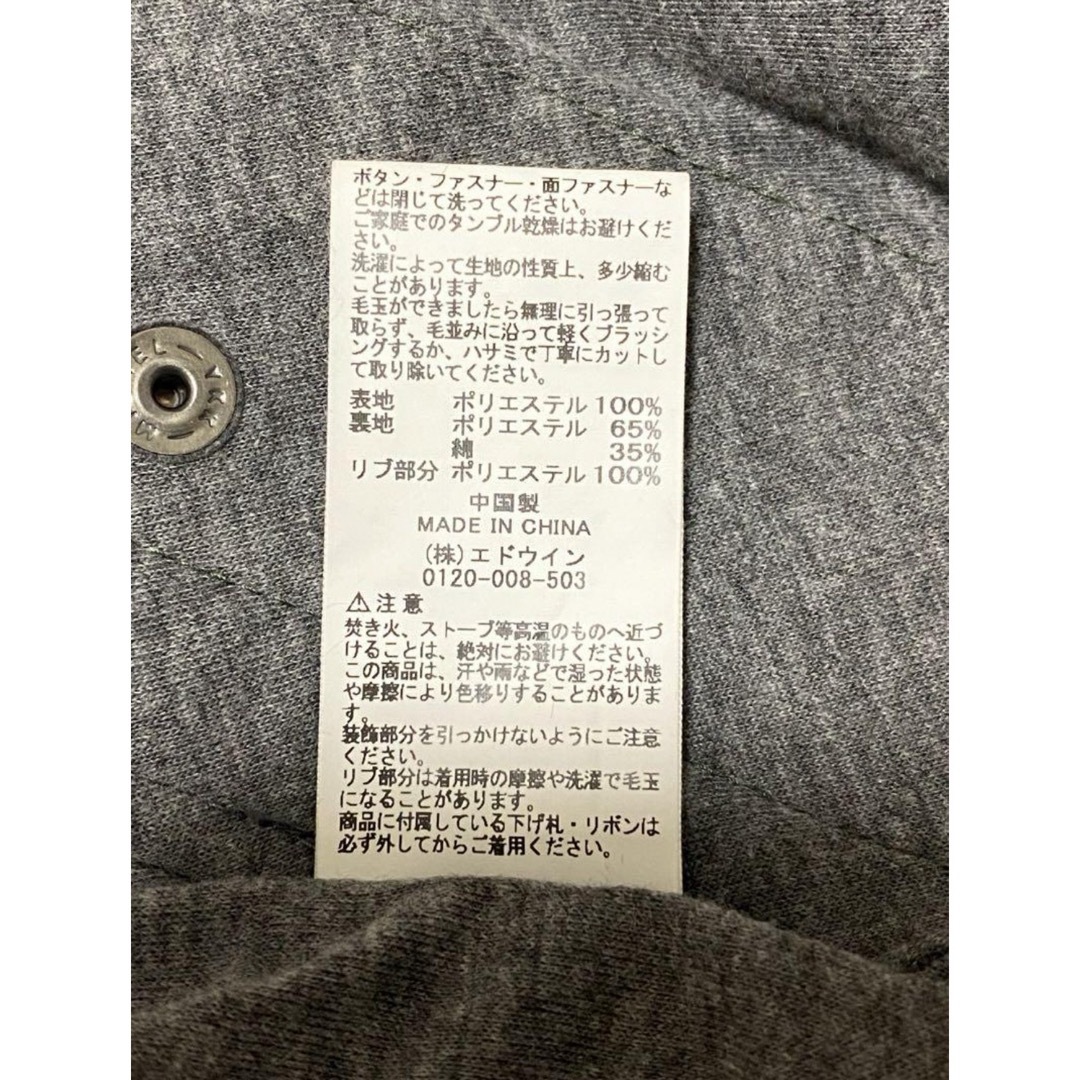 ボタン・ファスナー・面ファスナーな
どは閉じて洗ってください。
ご家庭でのタンブル乾燥はお避けくだ
さい。
洗濯によって生地の性質上、多少縮む
ことがあります。
毛玉ができましたら無理に引っ張って
取らず、毛並みに沿って軽くブラッシ
ングするか、ハサミで丁寧にカットし
て取り除いてください。
表地 ポリエステル 100%
裏地 ポリエステル 65%
綿 35%
リブ部分 ポリエステル 100%
中国製
MADE IN CHINA
(株)エドウイン
0120-008-503
⚠注意
焚き火、ストーブ等高温のものへ近づ
けることは、絶対にお避けください。
この商品は、汗や雨などで湿った状態
や摩擦により色移りすることがありま
す。
装飾部分を引っかけないようにご注意
ください。
リブ部分は着用時の摩擦や洗濯で毛玉
になることがあります。
商品に付属している下げ札・リボンは
必ず外してからご着用ください。